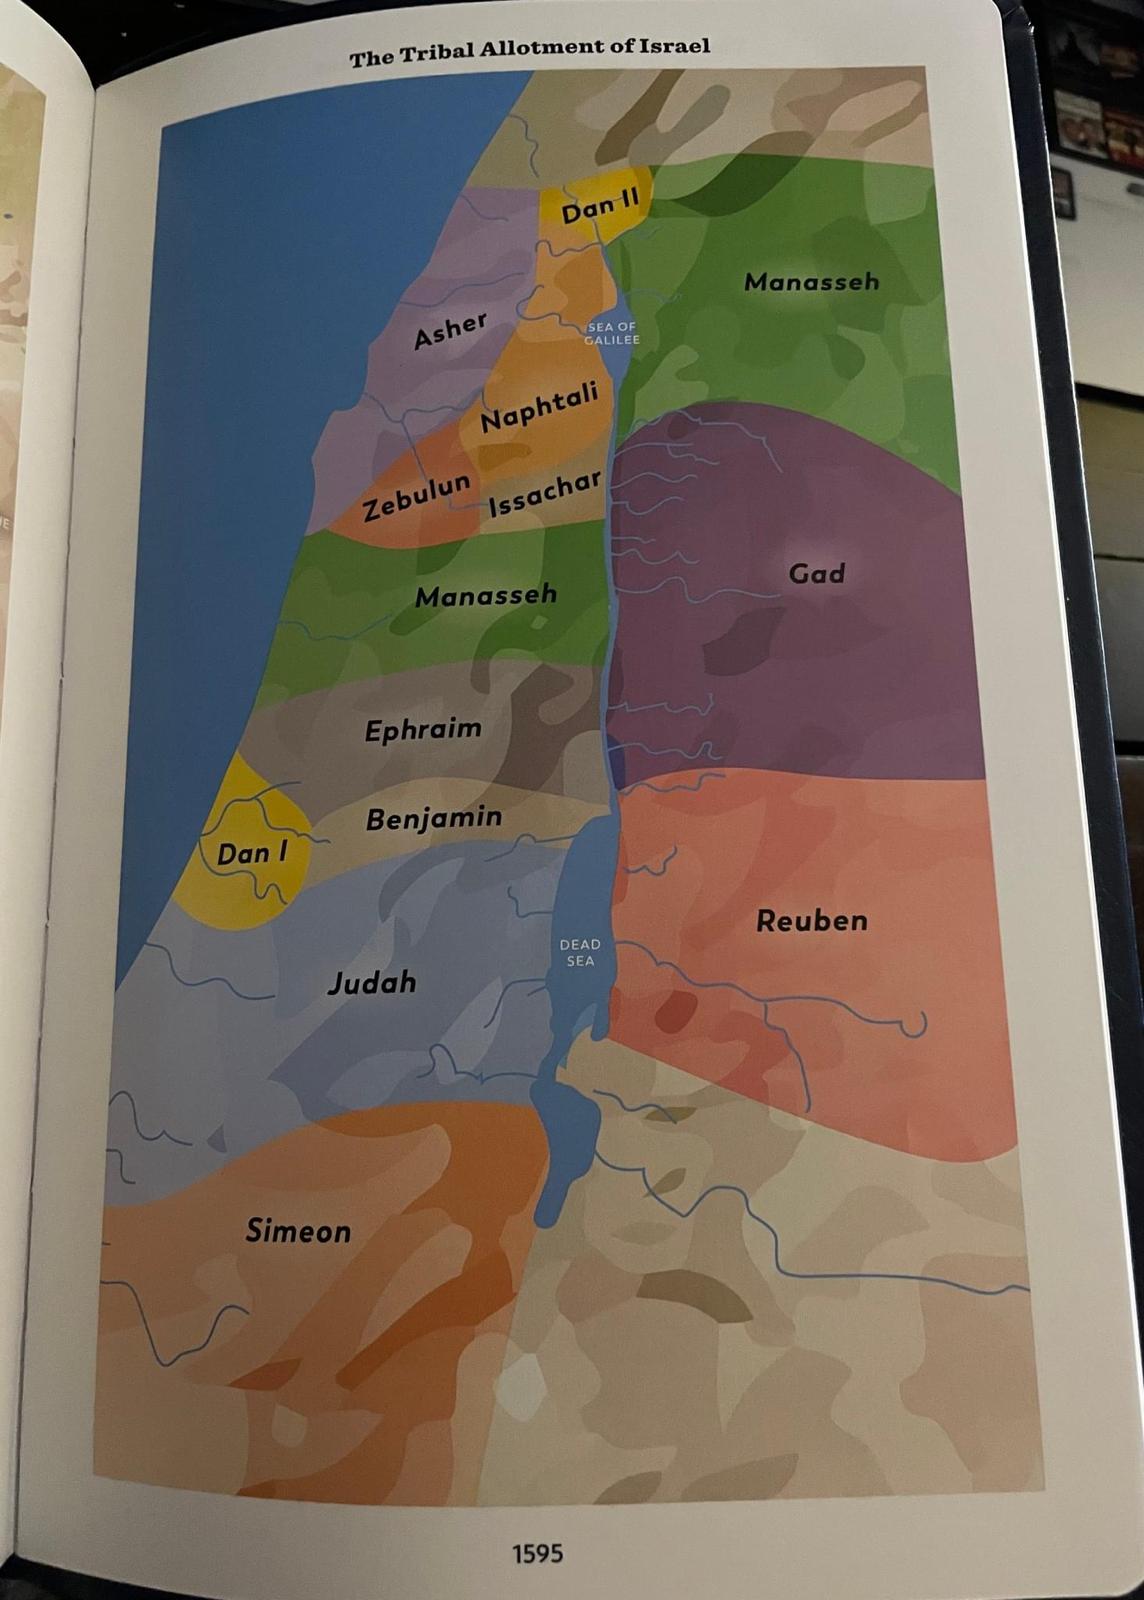 The Tribal Allotment of Israel
Dan II
Manasseh
Asher
SEA OF
GALILEE
Naphtali
Zebulun
Issachar
Manasseh
Gad
Ephraim
Benjamin
Dan I
Reuben
DEAD
SEA
Judah
Simeon
1595